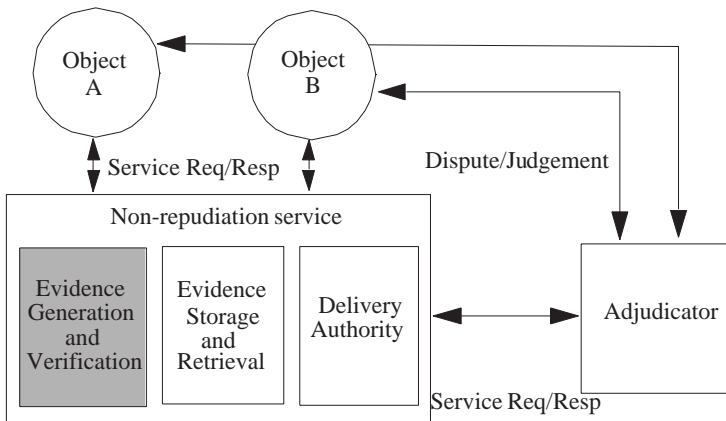 Object
A
Object
B
Service Req/Resp
Dispute/Judgement
Non-repudiation service
Evidence
Generation
and
Verification
Evidence
Storage
and
Retrieval
Delivery
Authority
Adjudicator
Service Req/Resp